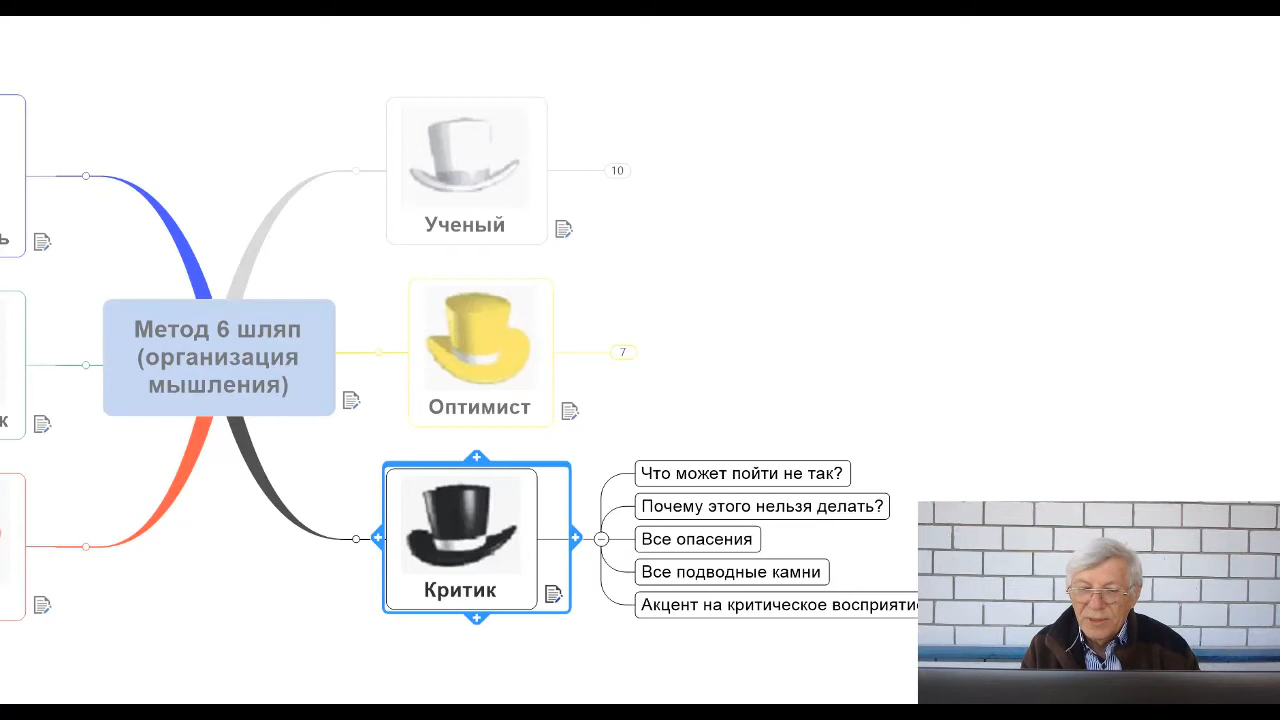 10
Ученый
ь
Метод 6 шляп
(организация
мышления)
7
Оптимист
к
Что может пойти не так?
Почему этого нельзя делать?
Все опасения
Все подводные камни
Акцент на критическое восприятие
Критик